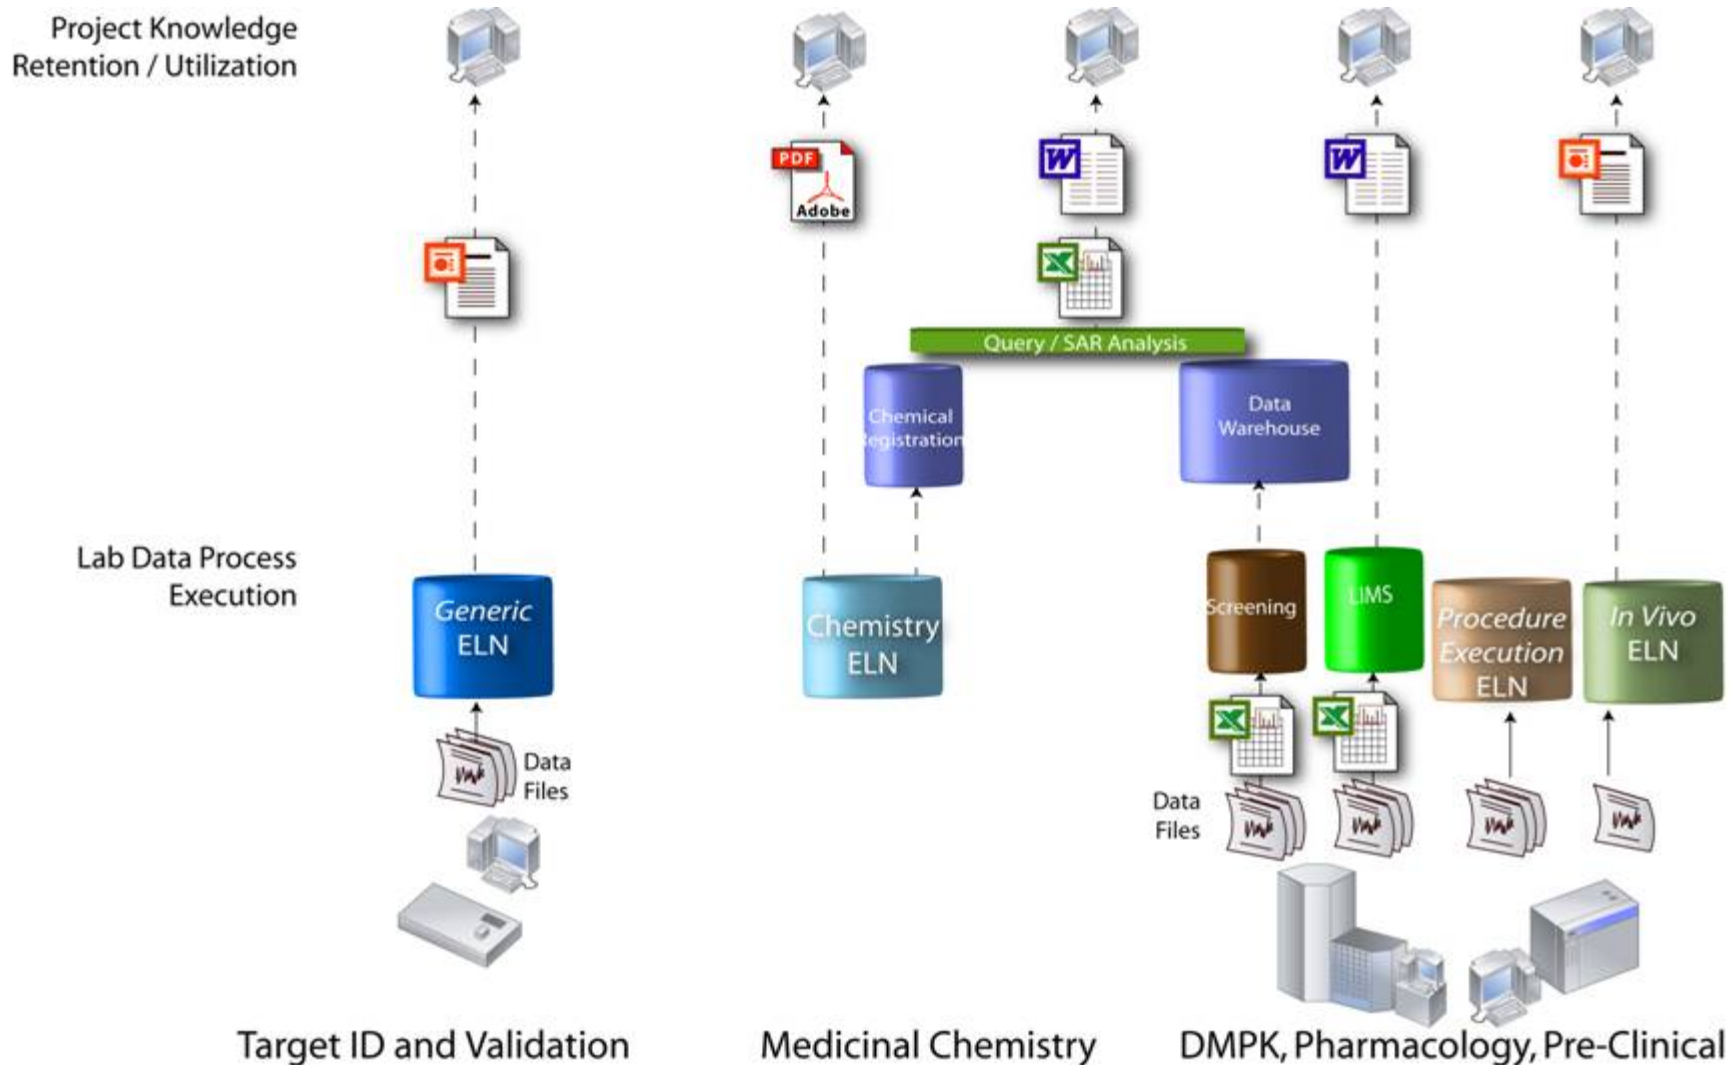 Project Knowledge
Retention / Utilization
PDF
Adobe
W
W
X
Query / SAR Analysis
Chemical
Registration
Data
Warehouse
Lab Data Process
Execution
Generic
ELN
Chemistry
ELN
Screening
LIMS
Procedure
Execution
ELN
In Vivo
ELN
X
X
Data
Files
Data
Files
Target ID and Validation
Medicinal Chemistry
DMPK, Pharmacology, Pre-Clinical